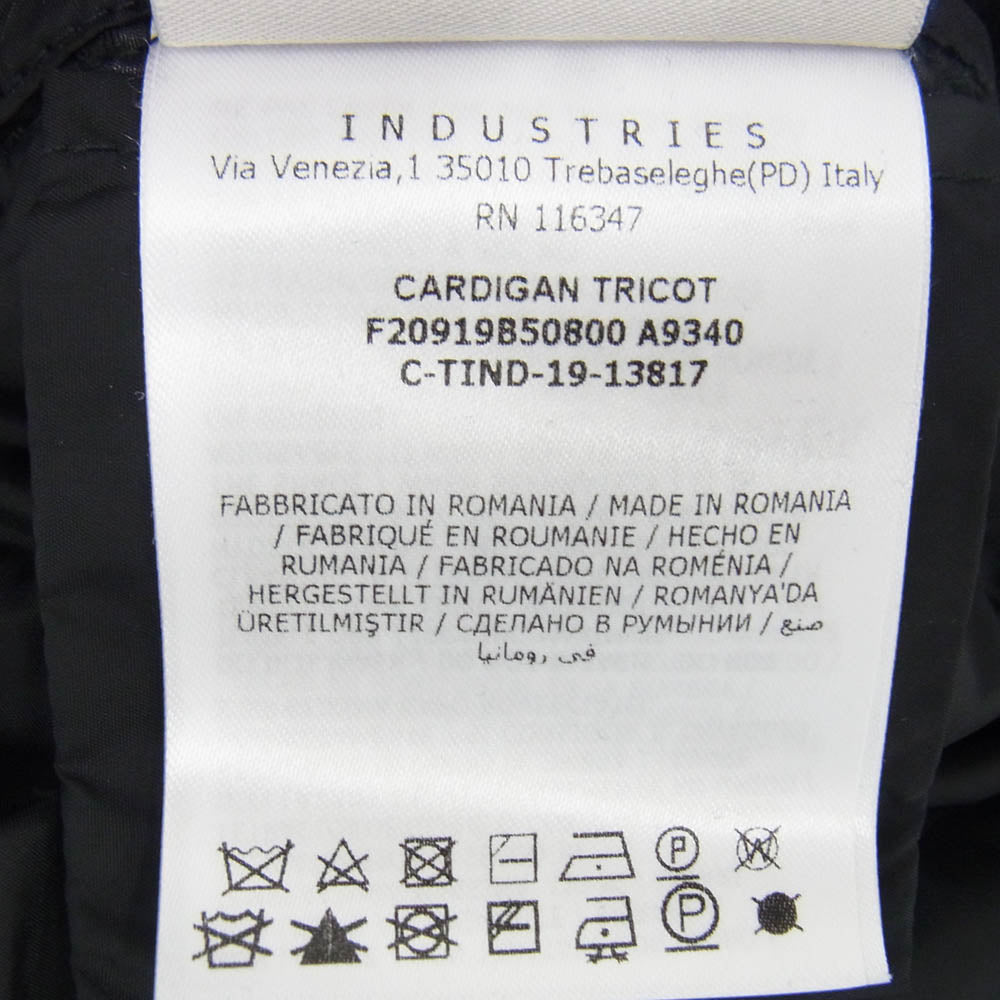 INDUSTRIES
Via Venezia,1 35010 Trebaseleghe(PD) Italy
RN 116347
CARDIGAN TRICOT
F20919B50800 A9340
C-TIND-19-13817
FABBRICATO IN ROMANIA / MADE IN ROMANIA
/ FABRIQUÉ EN ROUMANIE / HECHO EN
RUMANIA / FABRICADO NA ROMÉNIA /
HERGESTELLT IN RUMÄNIEN / ROMANYA'DA
ÜRETILMIŞTIR / СДЕЛАНО В РУМЫНИИ / صنع
في رومانيا
P W
P